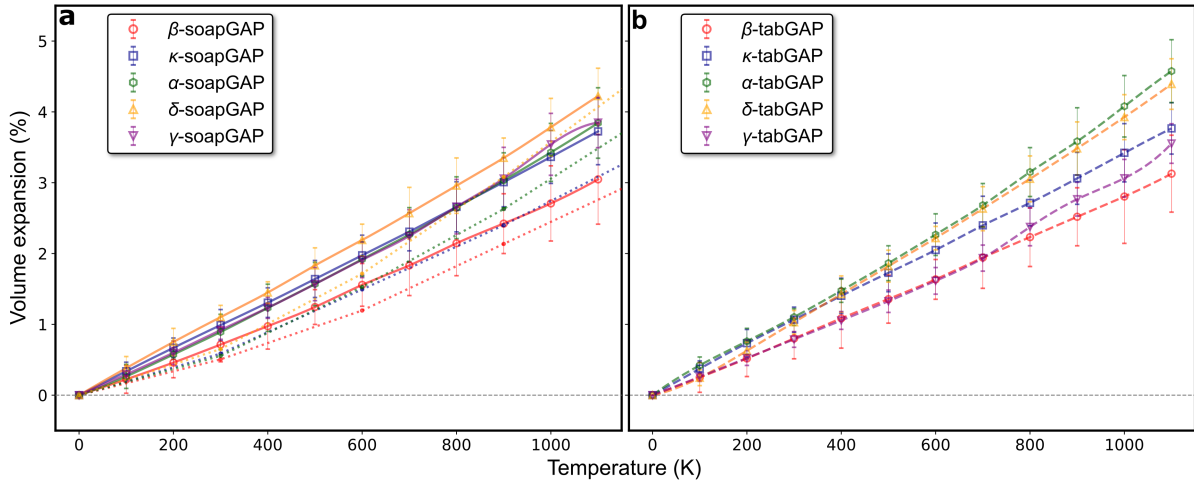 a
β-soapGAP
κ-soapGAP
α-soapGAP
δ-soapGAP
γ-soapGAP
b
β-tabGAP
κ-tabGAP
α-tabGAP
δ-tabGAP
γ-tabGAP
Volume expansion (%)
5
4
3
2
1
0
0 200 400 600 800 1000
0 200 400 600 800 1000
Temperature (K)